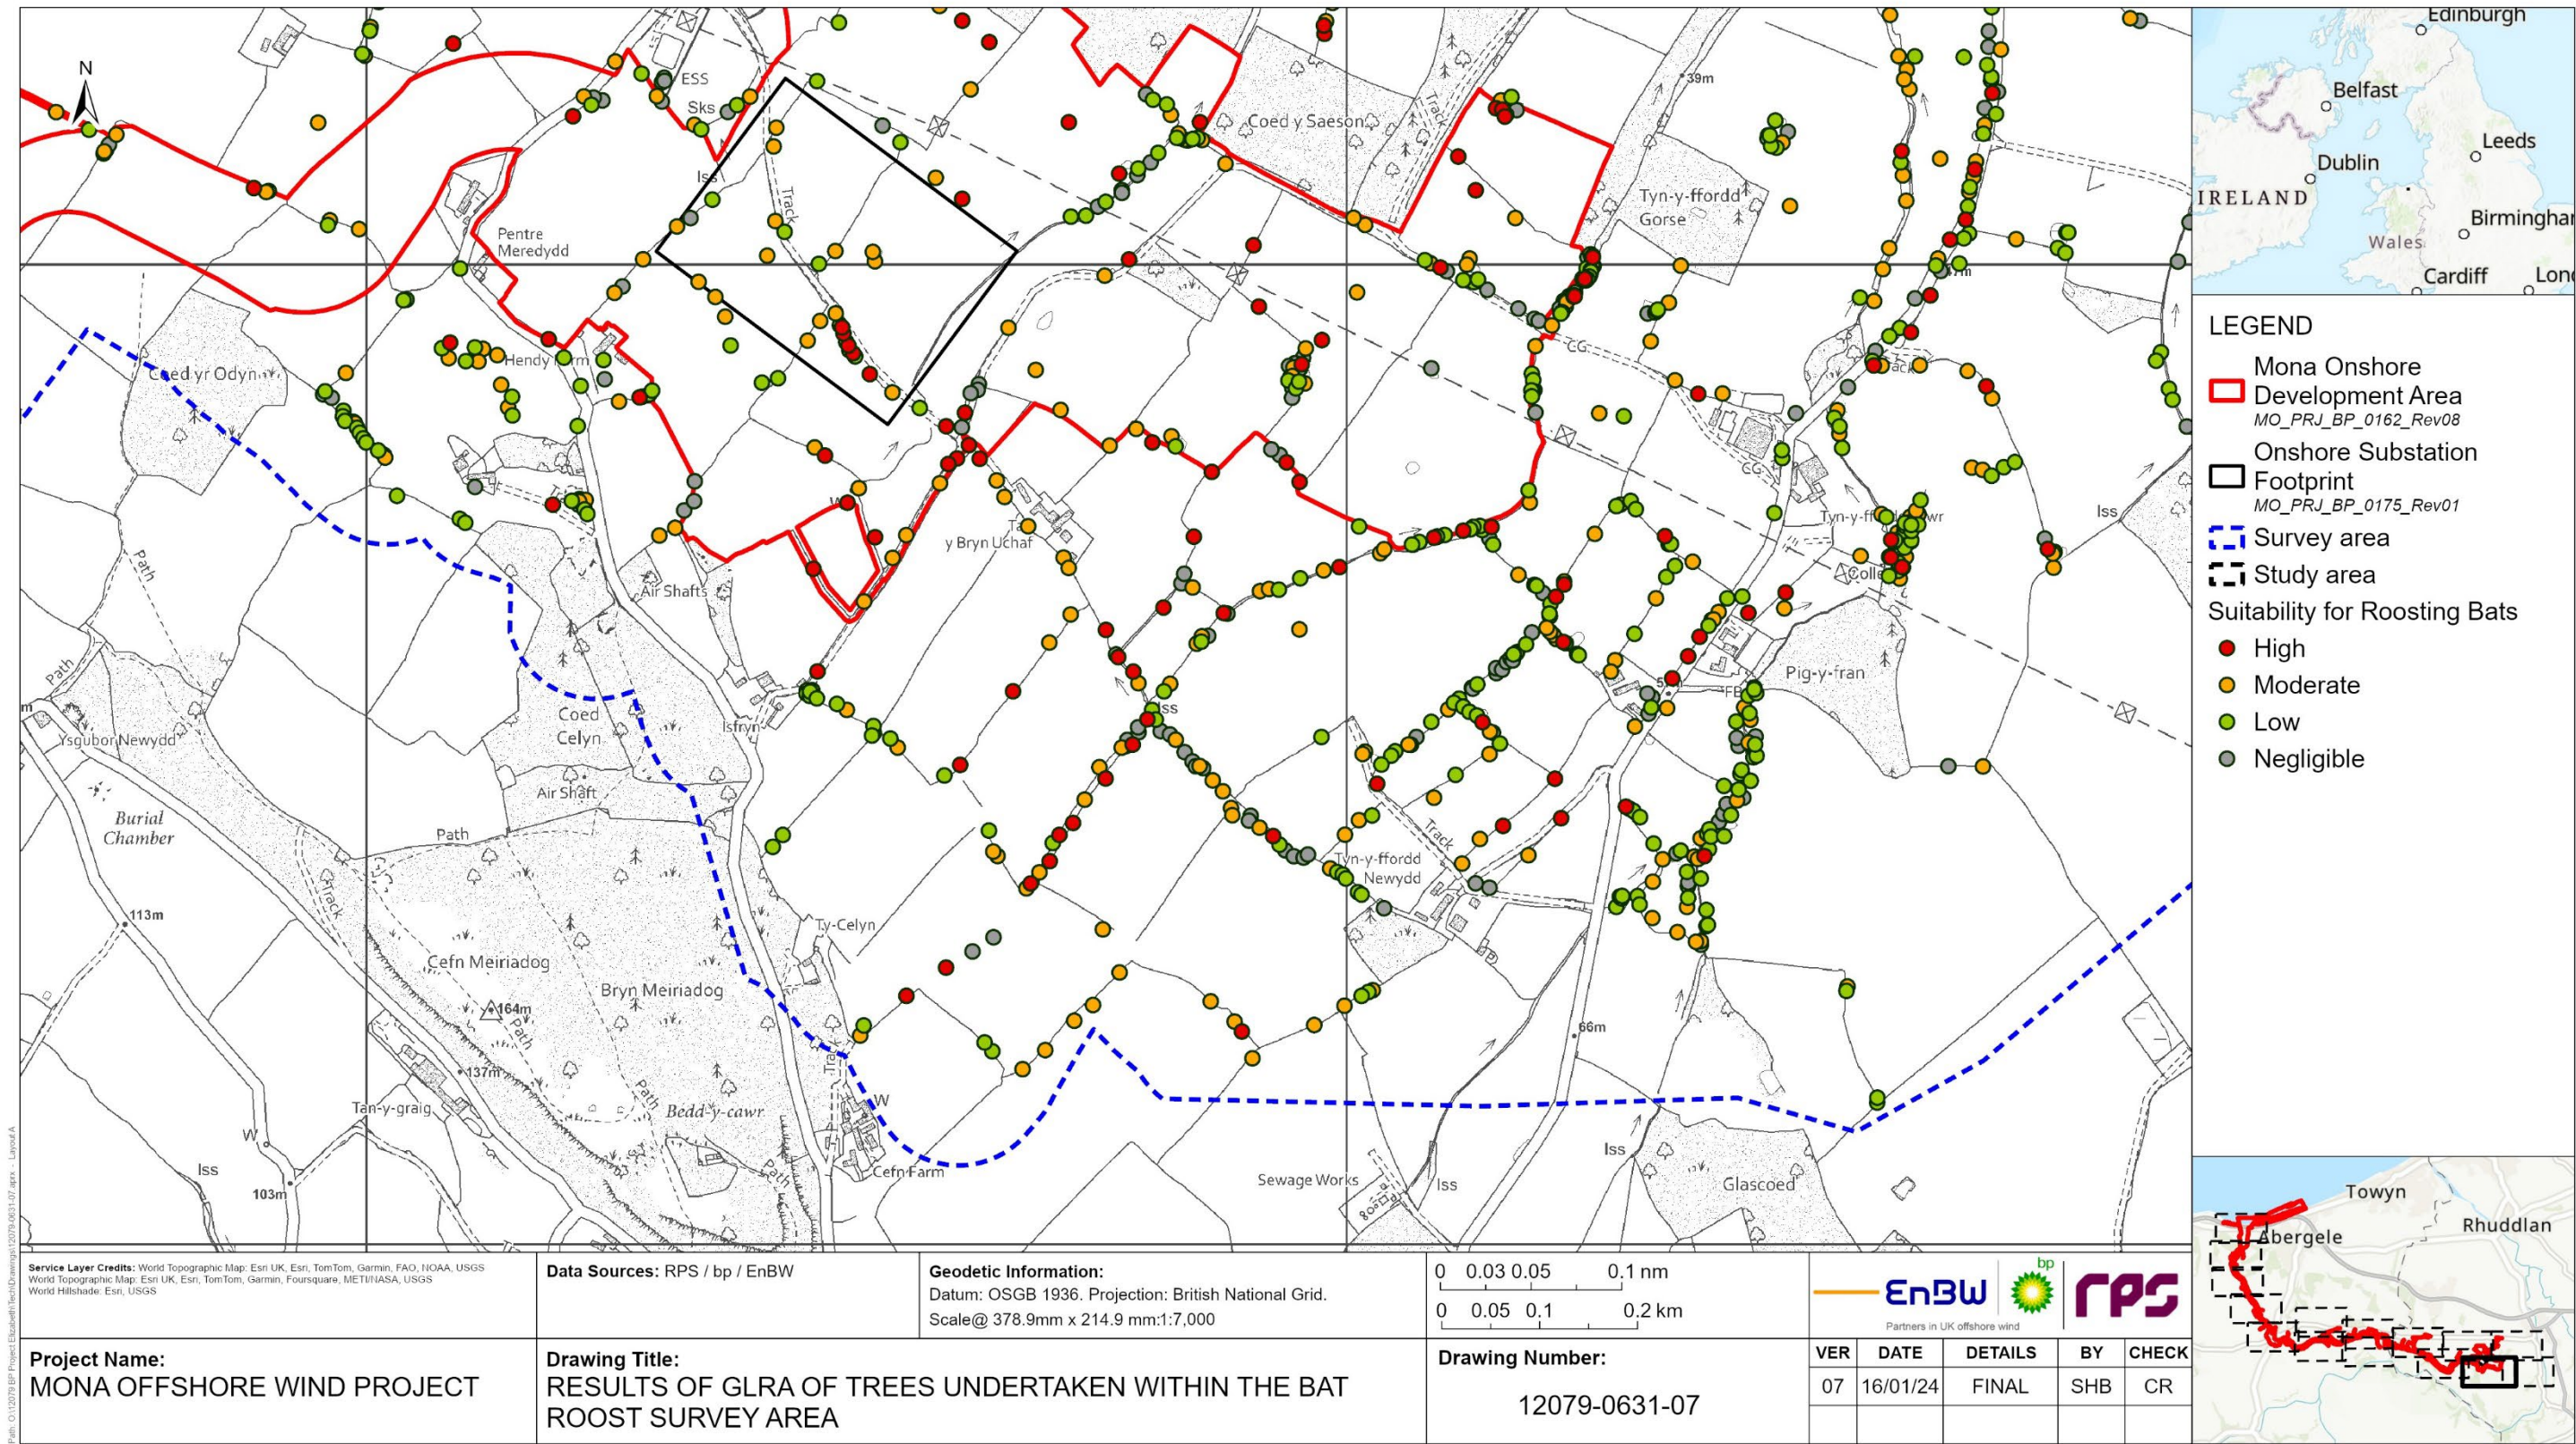 N
ESS
Sks
Iss
Track
Pentre
Meredydd
Coed y Saeson
Track
39m
Tyn-y-ffordd
Gorse
Coed yr Odyn
CG
CG
y Bryn Uchaf
Air Shafts
Path
Path
Iss
Pig-y-fran
FB
Iss
Coed
Celyn
Isfryn
Ysgubor Newydd
Air Shaft
Burial
Chamber
Path
Track
Track
Tyn-y-ffordd
Newydd
113m
Ty-Celyn
Cefn Meiriadog
Bryn Meiriadog
164m
Path
66m
137m
Path
Tan-y-graig
Bedd-y-cawr
W
W
Path
Cefn Farm
Iss
103m
Sewage Works
Iss
Iss
Glascoed
Edinburgh
Belfast
Leeds
Dublin
IRELAND
Wales
Cardiff
LEGEND
Mona Onshore
Development Area
MO_PRJ_BP_0162_Rev08
Onshore Substation
Footprint
MO_PRJ_BP_0175_Rev01
Survey area
Study area
Suitability for Roosting Bats
High
Moderate
Low
Negligible
Towyn
Rhuddlan
Abergele
Service Layer Credits: World Topographic Map: Esri UK, Esri, TomTom, Garmin, FAO, NOAA, USGS
World Topographic Map: Esri UK, Esri, TomTom, Garmin, Foursquare, METI/NASA, USGS
World Hillshade: Esri, USGS
Data Sources: RPS / bp / EnBW
Geodetic Information:
Datum: OSGB 1936. Projection: British National Grid.
Scale@ 378.9mm x 214.9 mm:1:7,000
0 0.03 0.05 0.1 nm
0 0.05 0.1 0.2 km
EnBW
bp
rps
Partners in UK offshore wind
Project Name:
MONA OFFSHORE WIND PROJECT
Drawing Title:
RESULTS OF GLRA OF TREES UNDERTAKEN WITHIN THE BAT
ROOST SURVEY AREA
Drawing Number:
12079-0631-07
VER DATE DETAILS BY CHECK
07 16/01/24 FINAL SHB CR